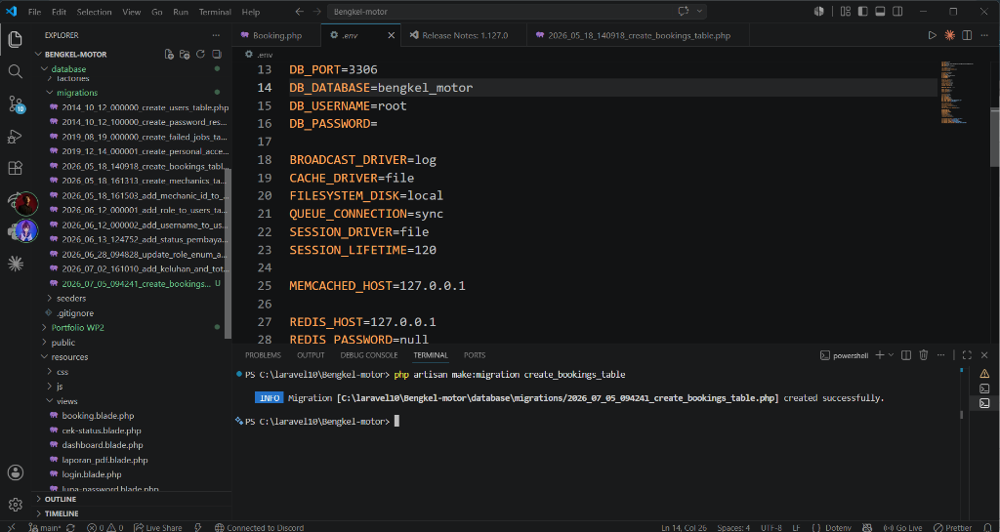 File Edit Selection View Go Run Terminal Help
Bengkel-motor
EXPLORER
BENGKEL-MOTOR
database
factories
migrations
2014_10_12_000000_create_users_table.php
2014_10_12_100000_create_password_res...
2019_08_19_000000_create_failed_jobs_ta...
2019_12_14_000001_create_personal_acce...
2026_05_18_140918_create_bookings_tabl...
2026_05_18_161313_create_mechanics_ta...
2026_05_18_161503_add_mechanic_id_to_...
2026_06_12_000001_add_role_to_users_ta...
2026_06_12_000002_add_username_to_us...
2026_06_13_124752_add_status_pembaya...
2026_06_28_094828_update_role_enum_a...
2026_07_02_161010_add_keluhan_and_tot...
2026_07_05_094241_create_bookings... U
seeders
.gitignore
Portfolio WP2
public
resources
css
js
views
booking.blade.php
cek-status.blade.php
dashboard.blade.php
laporan_pdf.blade.php
login.blade.php
lupa-password.blade.php
OUTLINE
TIMELINE
10
Booking.php
.env
Release Notes: 1.127.0
2026_05_18_140918_create_bookings_table.php
.env
13 DB_PORT=3306
14 DB_DATABASE=bengkel_motor
15 DB_USERNAME=root
16 DB_PASSWORD=
17
18 BROADCAST_DRIVER=log
19 CACHE_DRIVER=file
20 FILESYSTEM_DISK=local
21 QUEUE_CONNECTION=sync
22 SESSION_DRIVER=file
23 SESSION_LIFETIME=120
24
25 MEMCACHED_HOST=127.0.0.1
26
27 REDIS_HOST=127.0.0.1
28 REDIS_PASSWORD=null
PROBLEMS OUTPUT DEBUG CONSOLE TERMINAL PORTS
powershell
PS C:\laravel10\Bengkel-motor> php artisan make:migration create_bookings_table
INFO Migration [C:\laravel10\Bengkel-motor\database\migrations/2026_07_05_094241_create_bookings_table.php] created successfully.
PS C:\laravel10\Bengkel-motor>
main* 0 0 Live Share Connected to Discord
Ln 14, Col 26 Spaces: 4 UTF-8 LF { } Dotenv Go Live Prettier